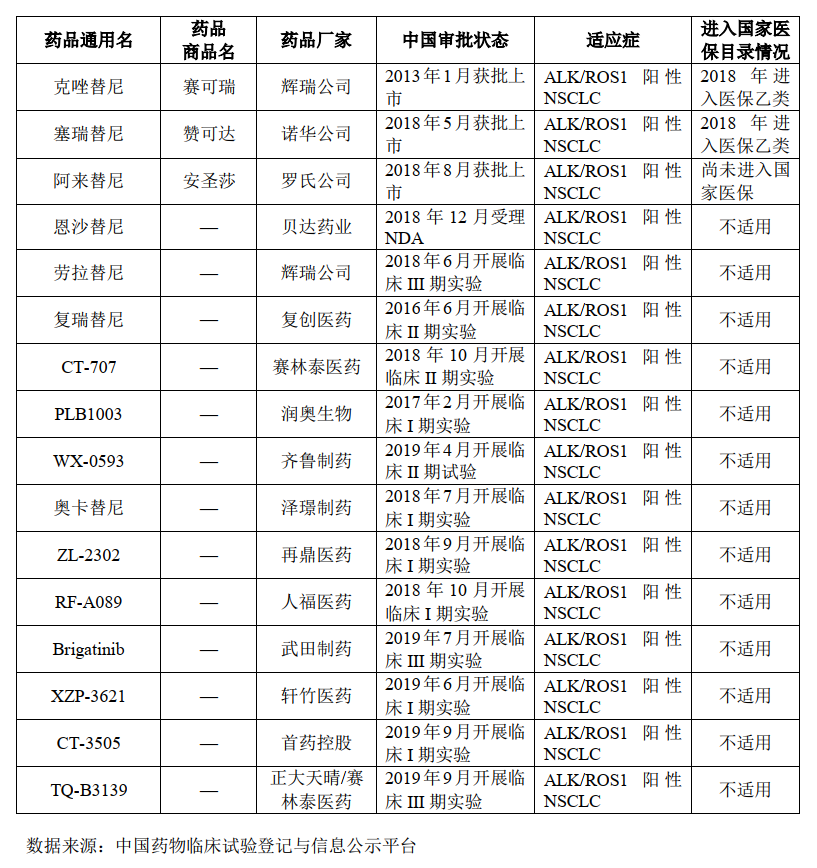 药品通用名 药品商品名 药品厂家 中国审批状态 适应症 进入国家医保目录情况
克唑替尼 赛可瑞 辉瑞公司 2013年1月获批上市 ALK/ROS1 阳性 NSCLC 2018 年进入医保乙类
塞瑞替尼 赞可达 诺华公司 2018年5月获批上市 ALK/ROS1 阳性 NSCLC 2018 年进入医保乙类
阿来替尼 安圣莎 罗氏公司 2018年8月获批上市 ALK/ROS1 阳性 NSCLC 尚未进入国家医保
恩沙替尼 — 贝达药业 2018 年 12 月受理 NDA ALK/ROS1 阳性 NSCLC 不适用
劳拉替尼 — 辉瑞公司 2018年6月开展临床 III 期实验 ALK/ROS1 阳性 NSCLC 不适用
复瑞替尼 — 复创医药 2016年6月开展临床 II 期实验 ALK/ROS1 阳性 NSCLC 不适用
CT-707 — 赛林泰医药 2018 年 10 月开展临床 II 期实验 ALK/ROS1 阳性 NSCLC 不适用
PLB1003 — 润奥生物 2017年2月开展临床 I 期实验 ALK/ROS1 阳性 NSCLC 不适用
WX-0593 — 齐鲁制药 2019年4月开展临床 II 期试验 ALK/ROS1 阳性 NSCLC 不适用
奥卡替尼 — 泽璟制药 2018年7月开展临床 I 期实验 ALK/ROS1 阳性 NSCLC 不适用
ZL-2302 — 再鼎医药 2018年9月开展临床 I 期实验 ALK/ROS1 阳性 NSCLC 不适用
RF-A089 — 人福医药 2018 年 10 月开展临床 I 期实验 ALK/ROS1 阳性 NSCLC 不适用
Brigatinib — 武田制药 2019年7月开展临床 III 期实验 ALK/ROS1 阳性 NSCLC 不适用
XZP-3621 — 轩竹医药 2019年6月开展临床 I 期实验 ALK/ROS1 阳性 NSCLC 不适用
CT-3505 — 首药控股 2019年9月开展临床 I 期实验 ALK/ROS1 阳性 NSCLC 不适用
TQ-B3139 — 正大天晴/赛林泰医药 2019年9月开展临床 III 期实验 ALK/ROS1 阳性 NSCLC 不适用
数据来源：中国药物临床试验登记与信息公示平台